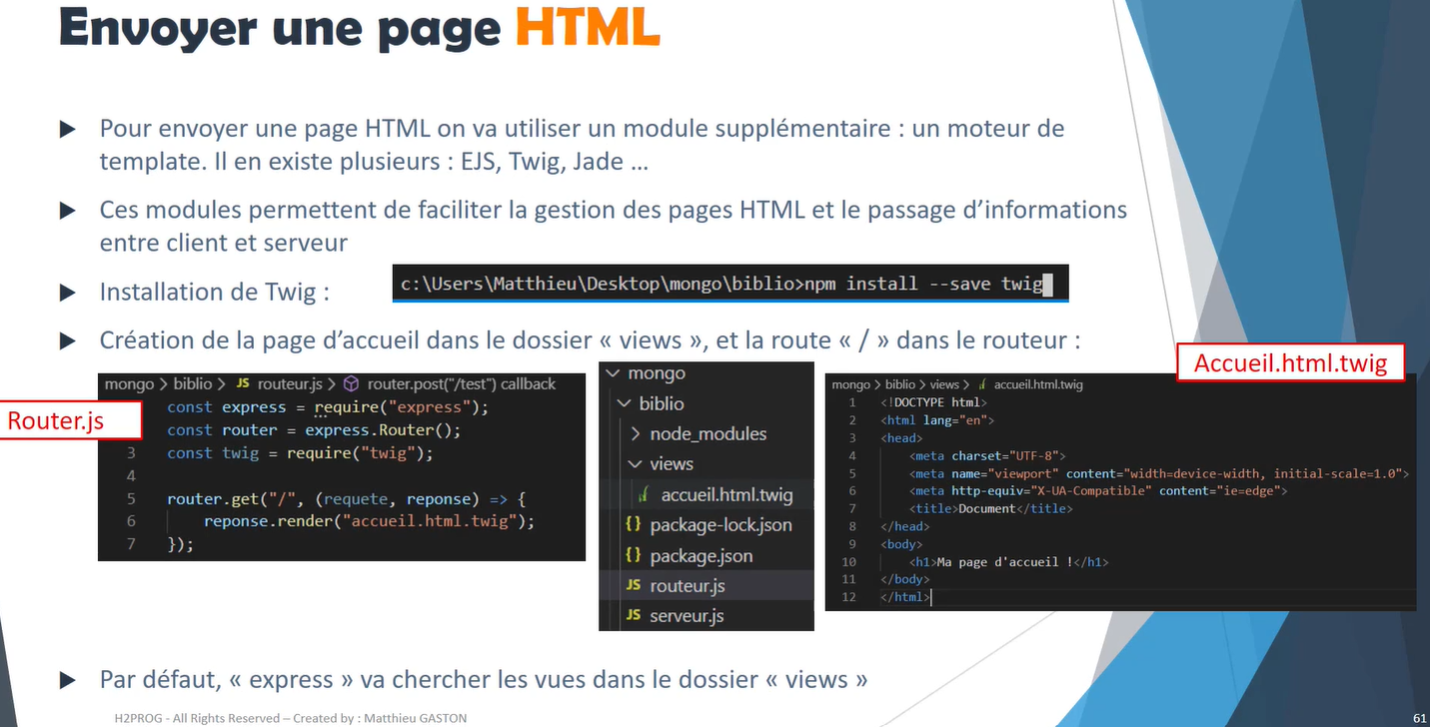 Envoyer une page HTML
Pour envoyer une page HTML on va utiliser un module supplémentaire : un moteur de
template. Il en existe plusieurs : EJS, Twig, Jade ...
Ces modules permettent de faciliter la gestion des pages HTML et le passage d'informations
entre client et serveur
Installation de Twig :
c:\Users\Matthieu\Desktop\mongo\biblio>npm install --save twig
Création de la page d'accueil dans le dossier « views », et la route « / » dans le routeur :
Router.js
mongo > biblio > JS routeur.js > router.post("/test") callback
const express = require("express");
const router = express.Router();
3 const twig = require("twig");
4
5 router.get("/", (requete, reponse) => {
6 reponse.render("accueil.html.twig");
7 });
mongo
biblio
node_modules
views
accueil.html.twig
{} package-lock.json
{} package.json
JS routeur.js
JS serveur.js
Accueil.html.twig
mongo > biblio > views > accueil.html.twig
1 <!DOCTYPE html>
2 <html lang="en">
3 <head>
4 <meta charset="UTF-8">
5 <meta name="viewport" content="width=device-width, initial-scale=1.0">
6 <meta http-equiv="X-UA-Compatible" content="ie=edge">
7 <title>Document</title>
8 </head>
9 <body>
10 <h1>Ma page d'accueil !</h1>
11 </body>
12 </html>
Par défaut, « express » va chercher les vues dans le dossier « views »
H2PROG - All Rights Reserved – Created by : Matthieu GASTON
61